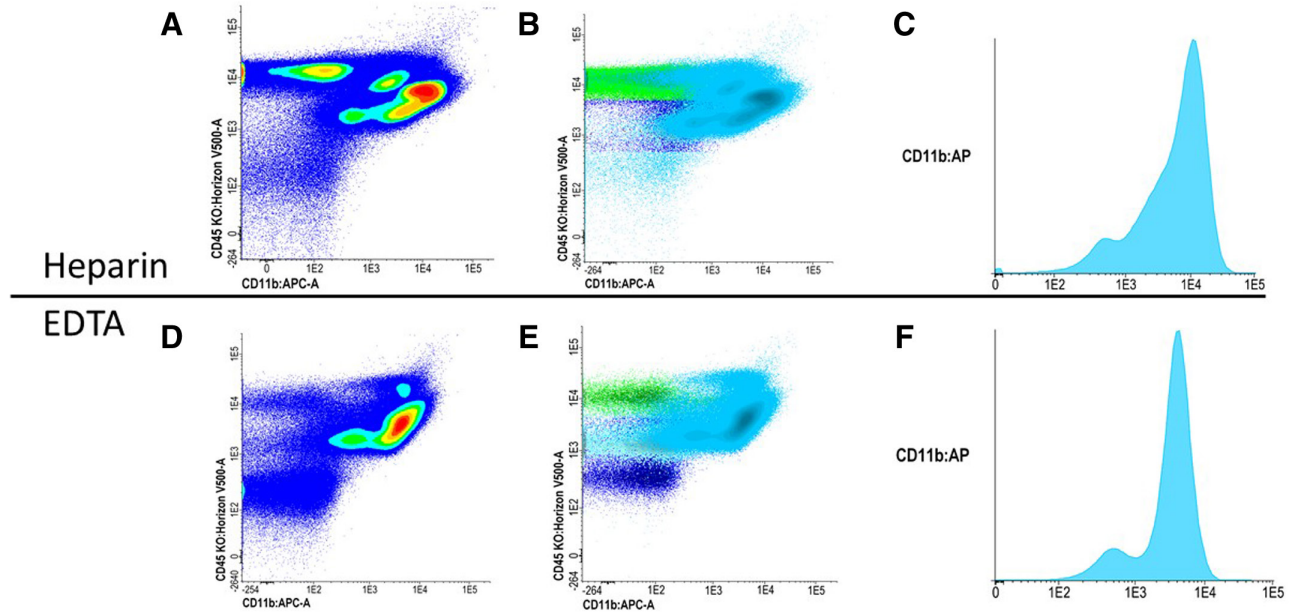 A
B
C
CD45 KO:Horizon V500-A
1E5
1E4
1E3
1E2
0
-264
0 1E2 1E3 1E4 1E5
CD11b:APC-A
CD45 KO:Horizon V500-A
1E5
1E4
1E3
1E2
0
-264
-264 1E2 1E3 1E4 1E5
CD11b:APC-A
CD11b:AP
0 1E2 1E3 1E4 1E5
Heparin
EDTA
D
E
F
CD45 KO:Horizon V500-A
1E5
1E4
1E3
1E2
0
-2640
-254 1E2 1E3 1E4 1E5
CD11b:APC-A
CD45 KO:Horizon V500-A
1E5
1E4
1E3
1E2
0
-264
-264 1E2 1E3 1E4 1E5
CD11b:APC-A
CD11b:AP
0 1E2 1E3 1E4 1E5